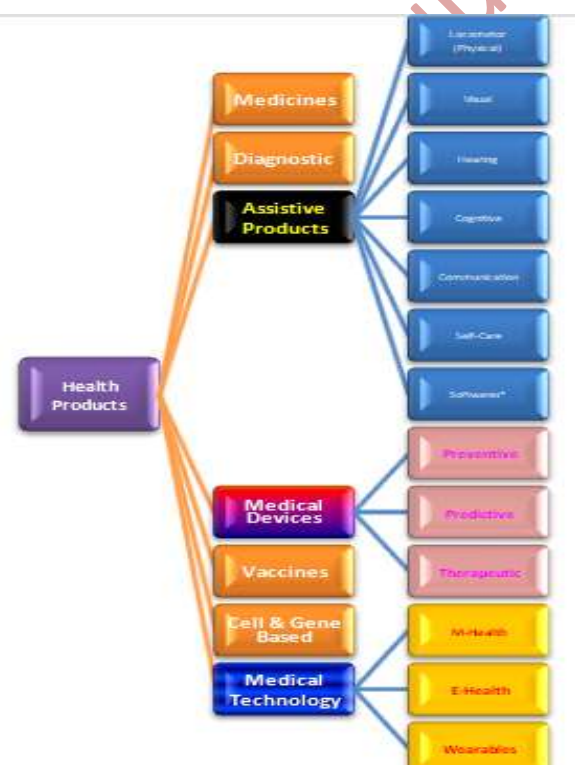 Locomotor
(Physical)
Visual
Hearing
Cognitive
Communication
Self-Care
Softwares*
Medicines
Diagnostic
Assistive
Products
Health
Products
Medical
Devices
Preventive
Predictive
Therapeutic
Vaccines
Cell & Gene
Based
Medical
Technology
M-Health
E-Health
Wearables